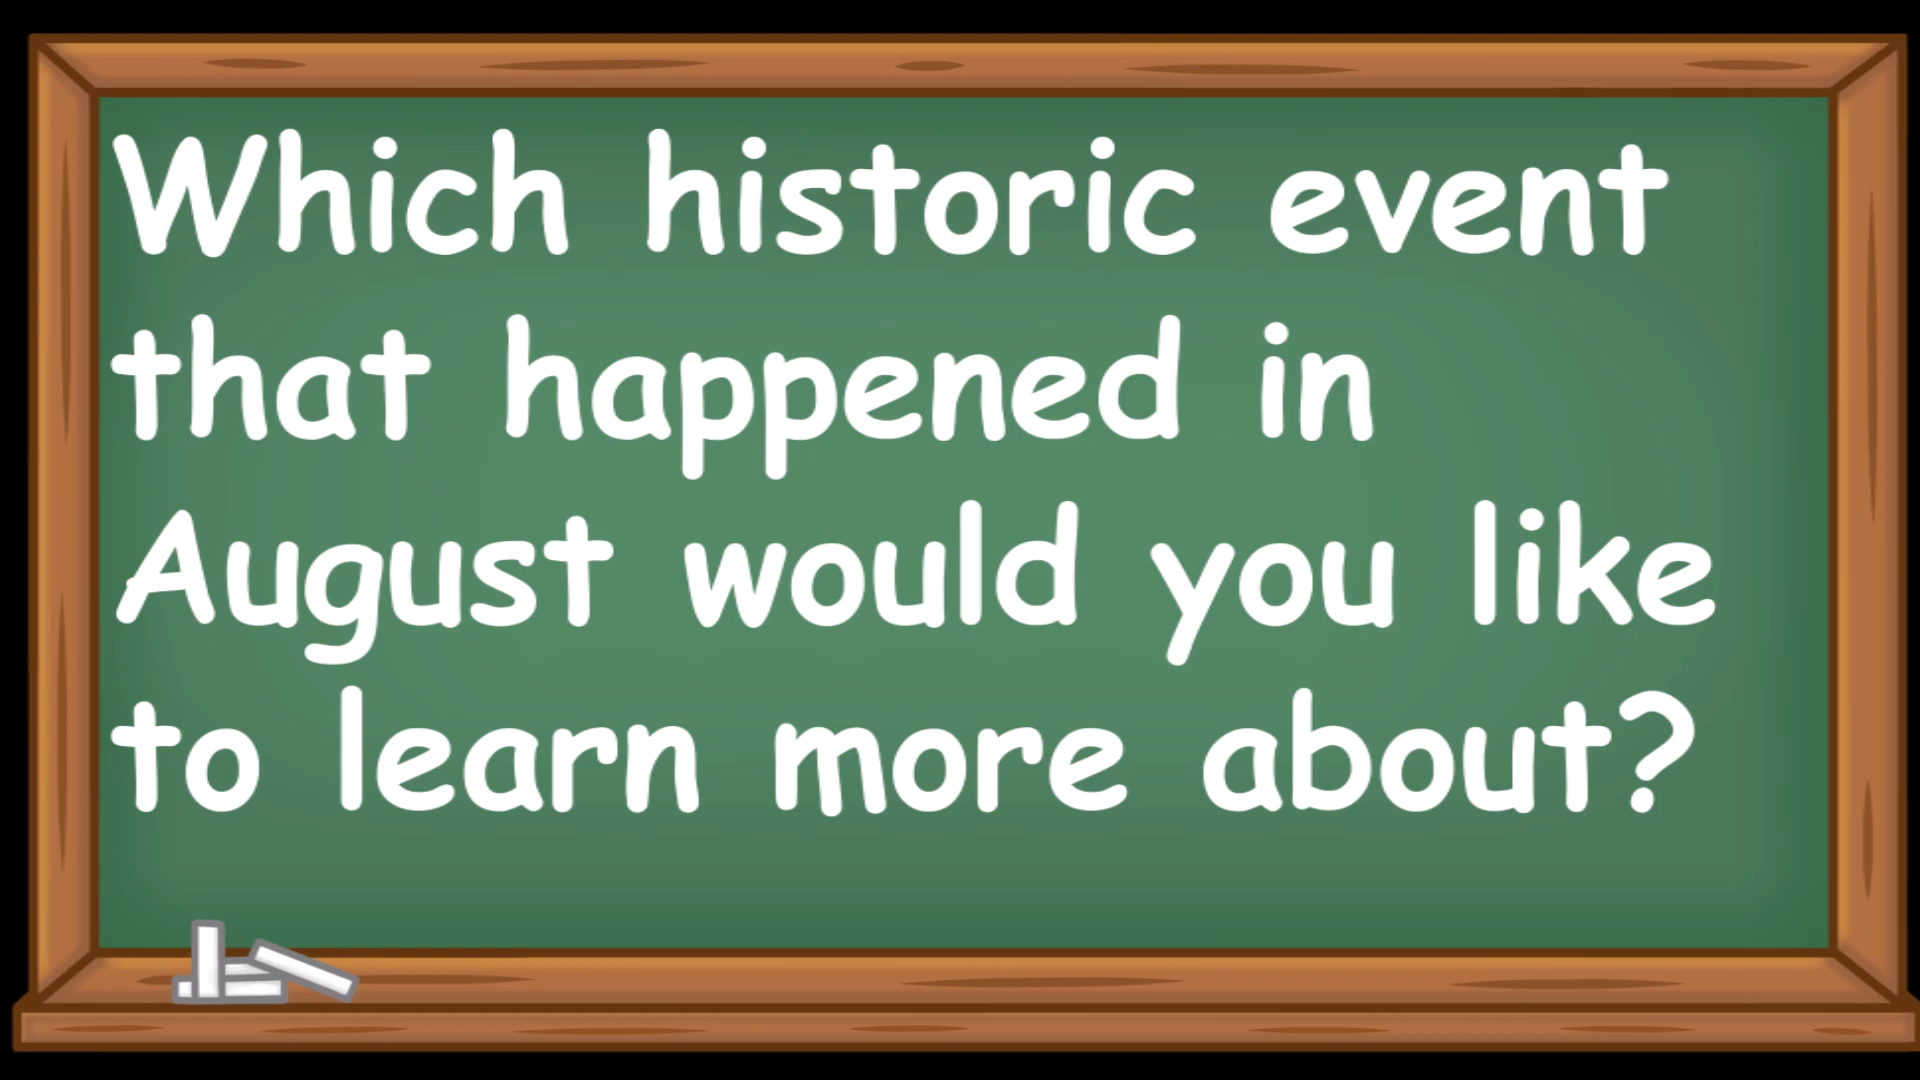 Which historic event
that happened in
August would you like
to learn more about?